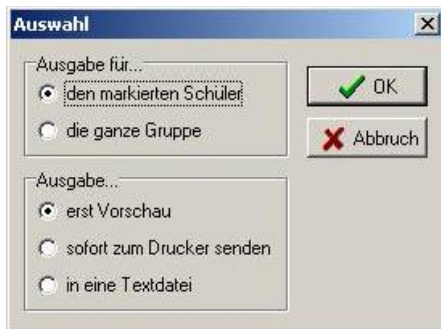 Auswahl
Ausgabe für...
den markierten Schüler
die ganze Gruppe
OK
Abbruch
Ausgabe...
erst Vorschau
sofort zum Drucker senden
in eine Textdatei